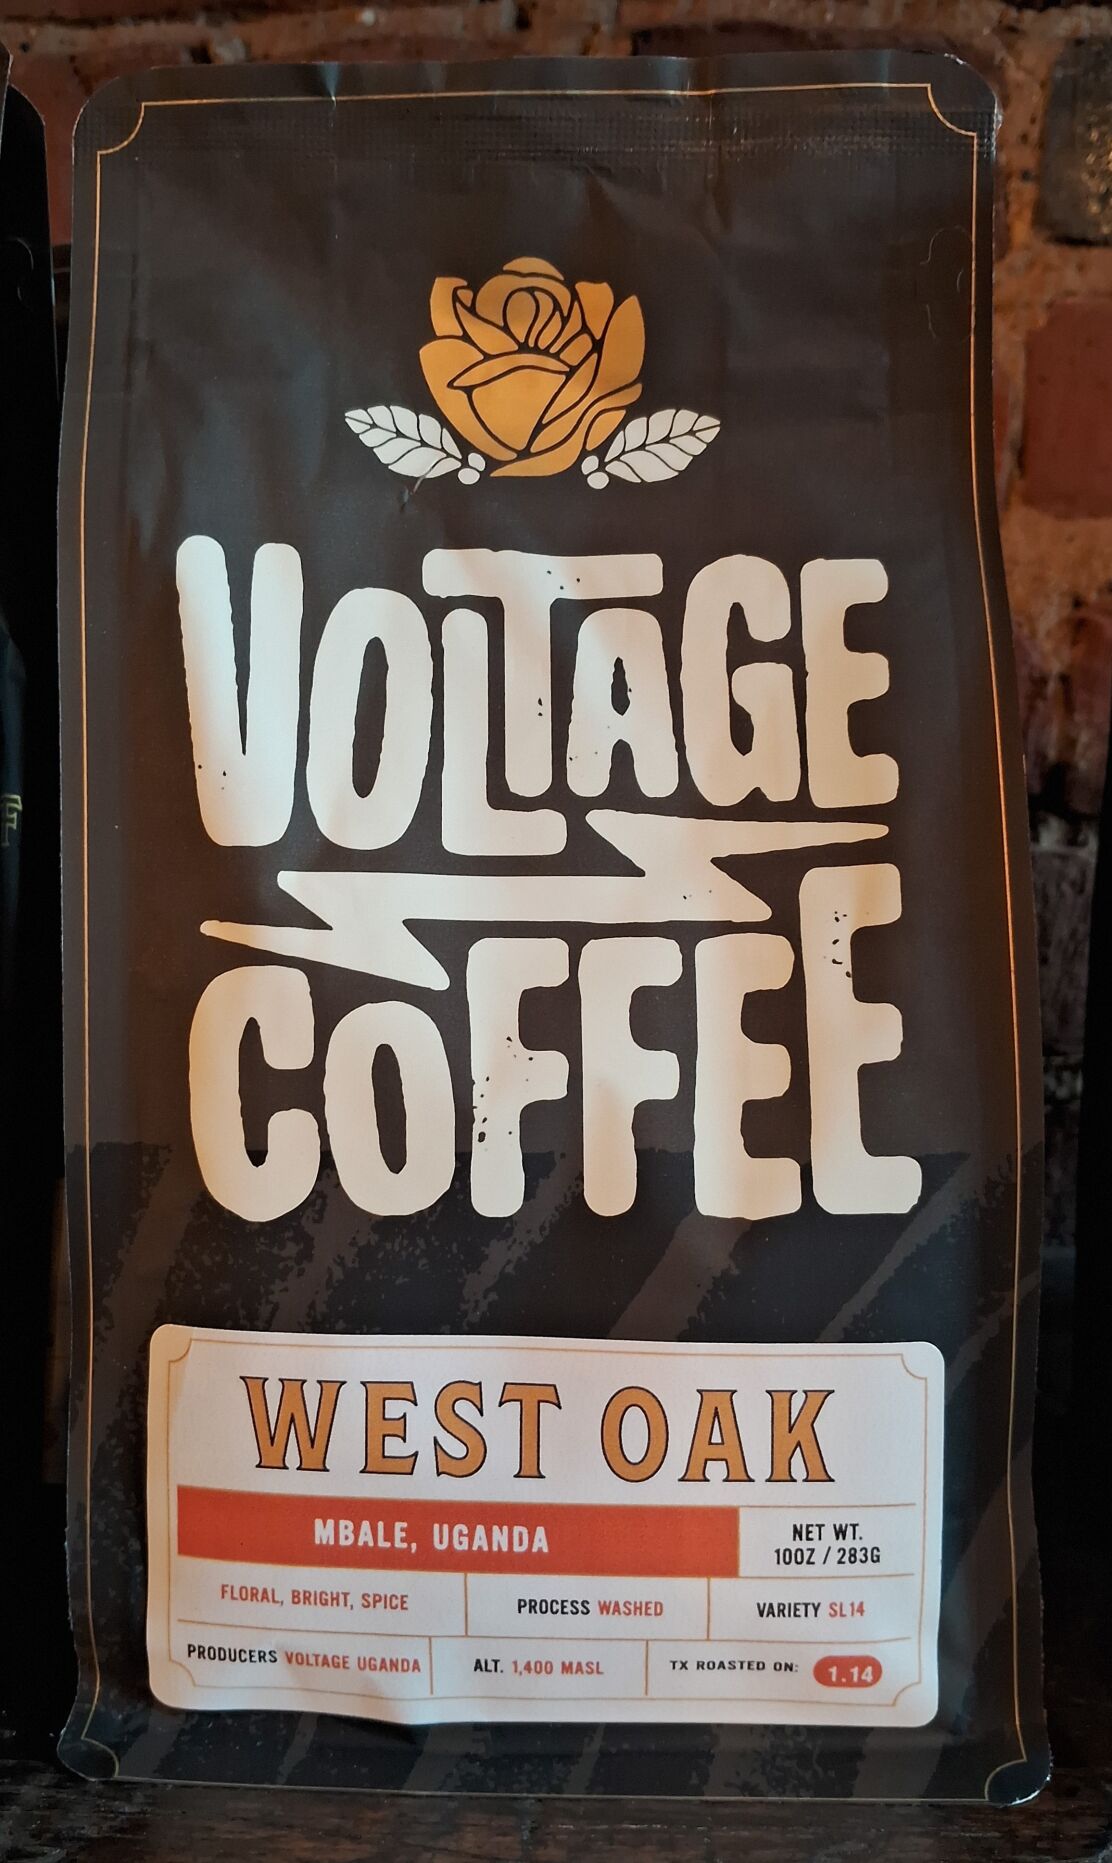 VOLTAGE
COFFEE
WEST OAK
MBALE, UGANDA
NET WT.
10OZ / 283G
FLORAL, BRIGHT, SPICE
PROCESS WASHED
VARIETY SL14
PRODUCERS VOLTAGE UGANDA
ALT. 1,400 MASL
TX ROASTED ON: 1.14